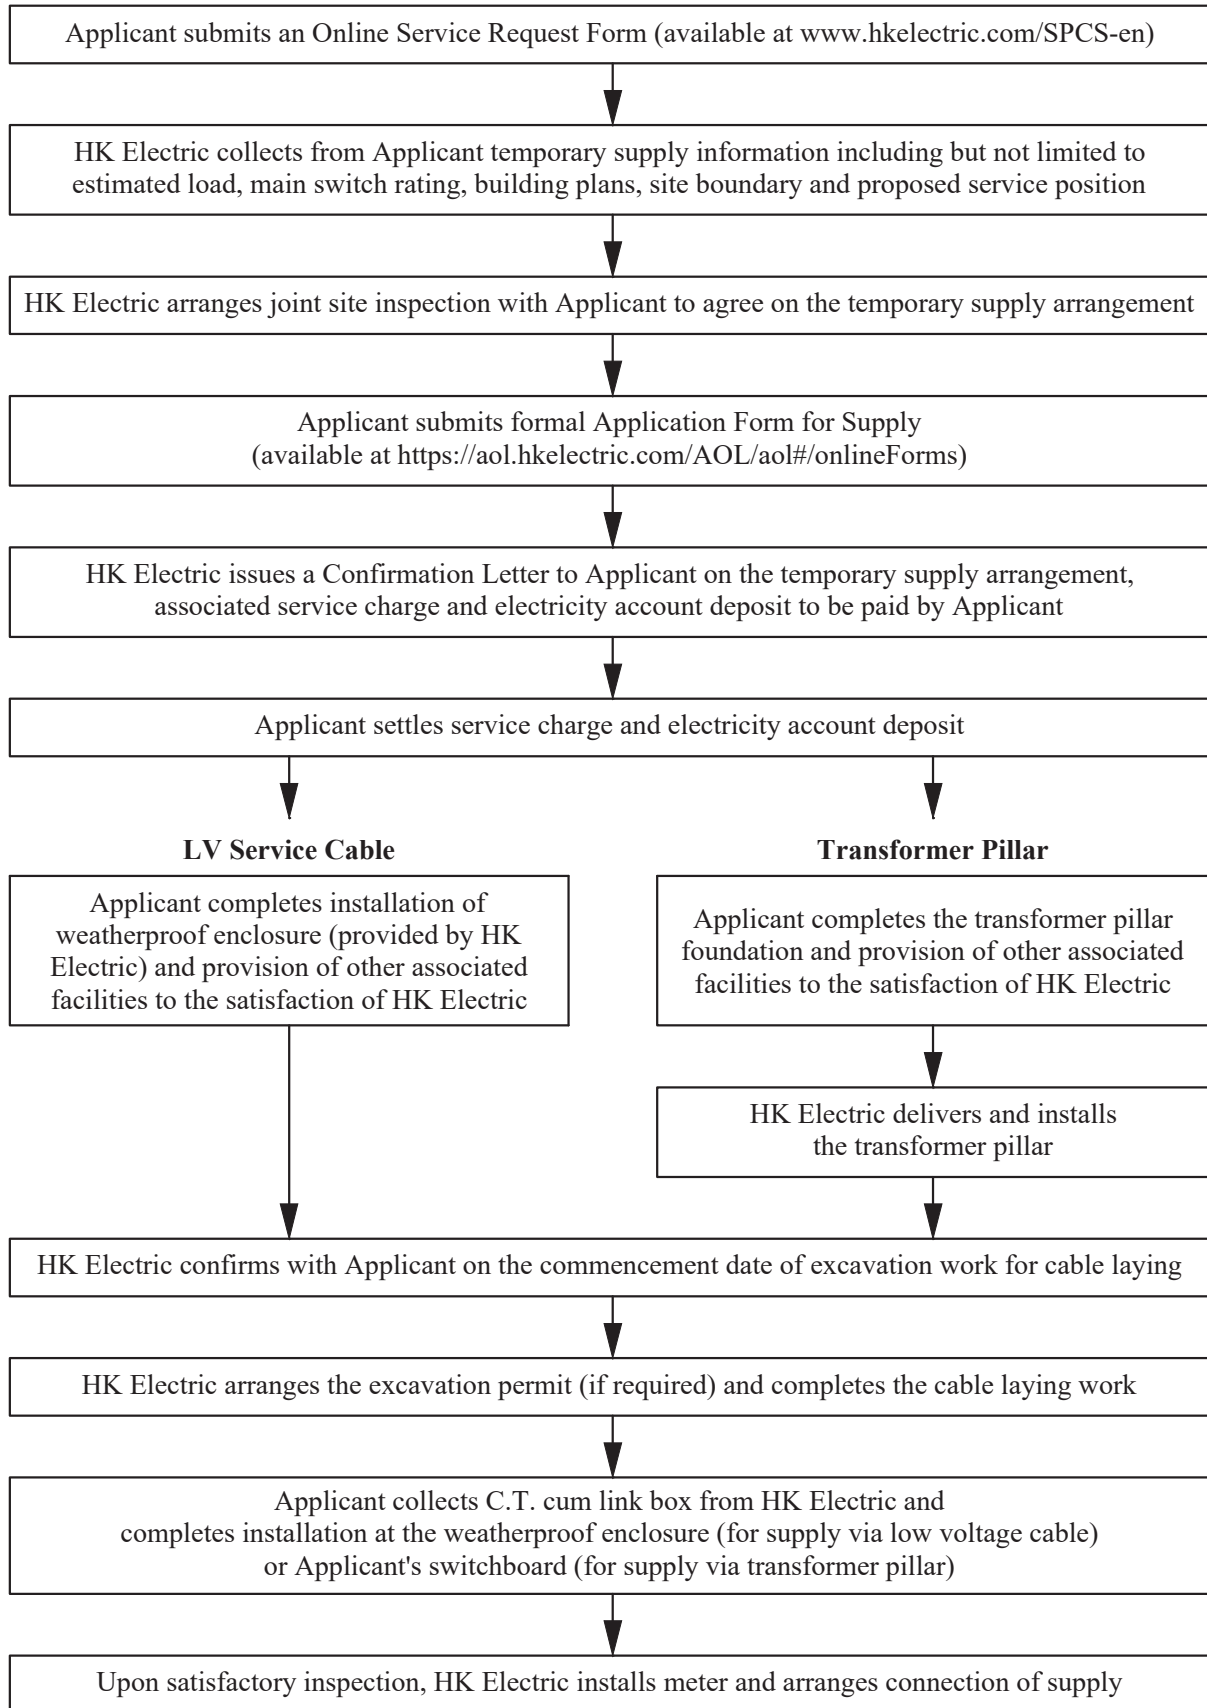 Applicant submits an Online Service Request Form (available at www.hkelectric.com/SPCS-en)
HK Electric collects from Applicant temporary supply information including but not limited to
estimated load, main switch rating, building plans, site boundary and proposed service position
HK Electric arranges joint site inspection with Applicant to agree on the temporary supply arrangement
Applicant submits formal Application Form for Supply
(available at https://aol.hkelectric.com/AOL/aol#/onlineForms)
HK Electric issues a Confirmation Letter to Applicant on the temporary supply arrangement,
associated service charge and electricity account deposit to be paid by Applicant
Applicant settles service charge and electricity account deposit
LV Service Cable
Applicant completes installation of
weatherproof enclosure (provided by HK
Electric) and provision of other associated
facilities to the satisfaction of HK Electric
Transformer Pillar
Applicant completes the transformer pillar
foundation and provision of other associated
facilities to the satisfaction of HK Electric
HK Electric delivers and installs
the transformer pillar
HK Electric confirms with Applicant on the commencement date of excavation work for cable laying
HK Electric arranges the excavation permit (if required) and completes the cable laying work
Applicant collects C.T. cum link box from HK Electric and
completes installation at the weatherproof enclosure (for supply via low voltage cable)
or Applicant's switchboard (for supply via transformer pillar)
Upon satisfactory inspection, HK Electric installs meter and arranges connection of supply